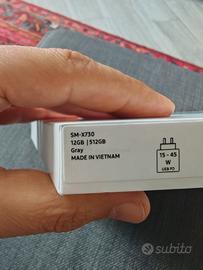 SM-X730
12GB | 512GB
Gray
MADE IN VIETNAM
15 - 45
W
USB PD
subito